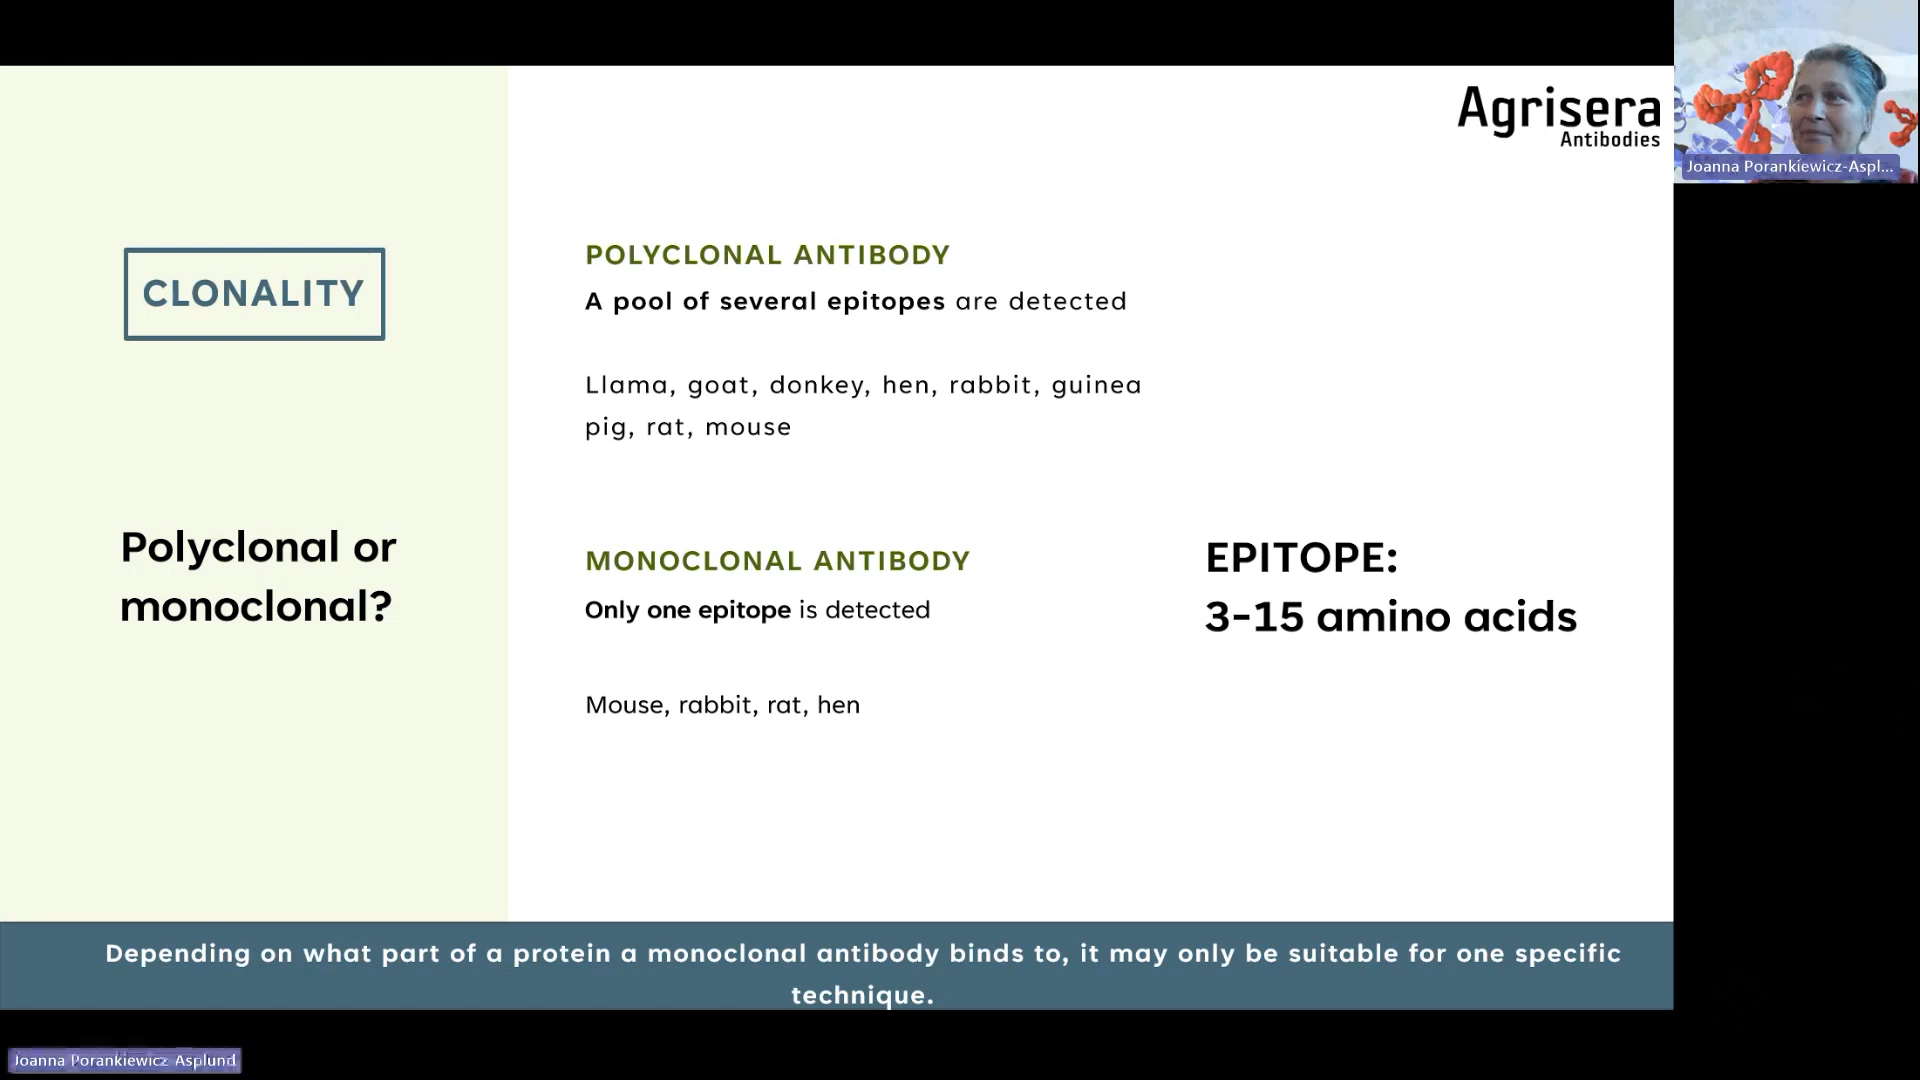 Agrisera
Antibodies
Joanna Porankiewicz-Aspl...
CLONALITY
Polyclonal or
monoclonal?
POLYCLONAL ANTIBODY
A pool of several epitopes are detected
Llama, goat, donkey, hen, rabbit, guinea
pig, rat, mouse
MONOCLONAL ANTIBODY
Only one epitope is detected
Mouse, rabbit, rat, hen
EPITOPE:
3-15 amino acids
Depending on what part of a protein a monoclonal antibody binds to, it may only be suitable for one specific
technique.
Joanna Porankiewicz-Asplund